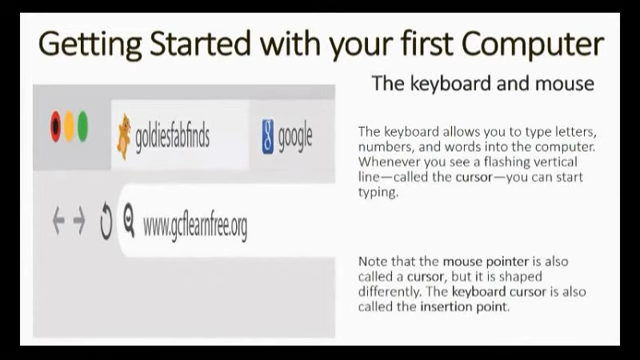 Getting Started with your first Computer
The keyboard and mouse
goldiesfabfinds
google
www.gcflearnfree.org
The keyboard allows you to type letters,
numbers, and words into the computer.
Whenever you see a flashing vertical
line—called the cursor—you can start
typing.
Note that the mouse pointer is also
called a cursor, but it is shaped
differently. The keyboard cursor is also
called the insertion point.